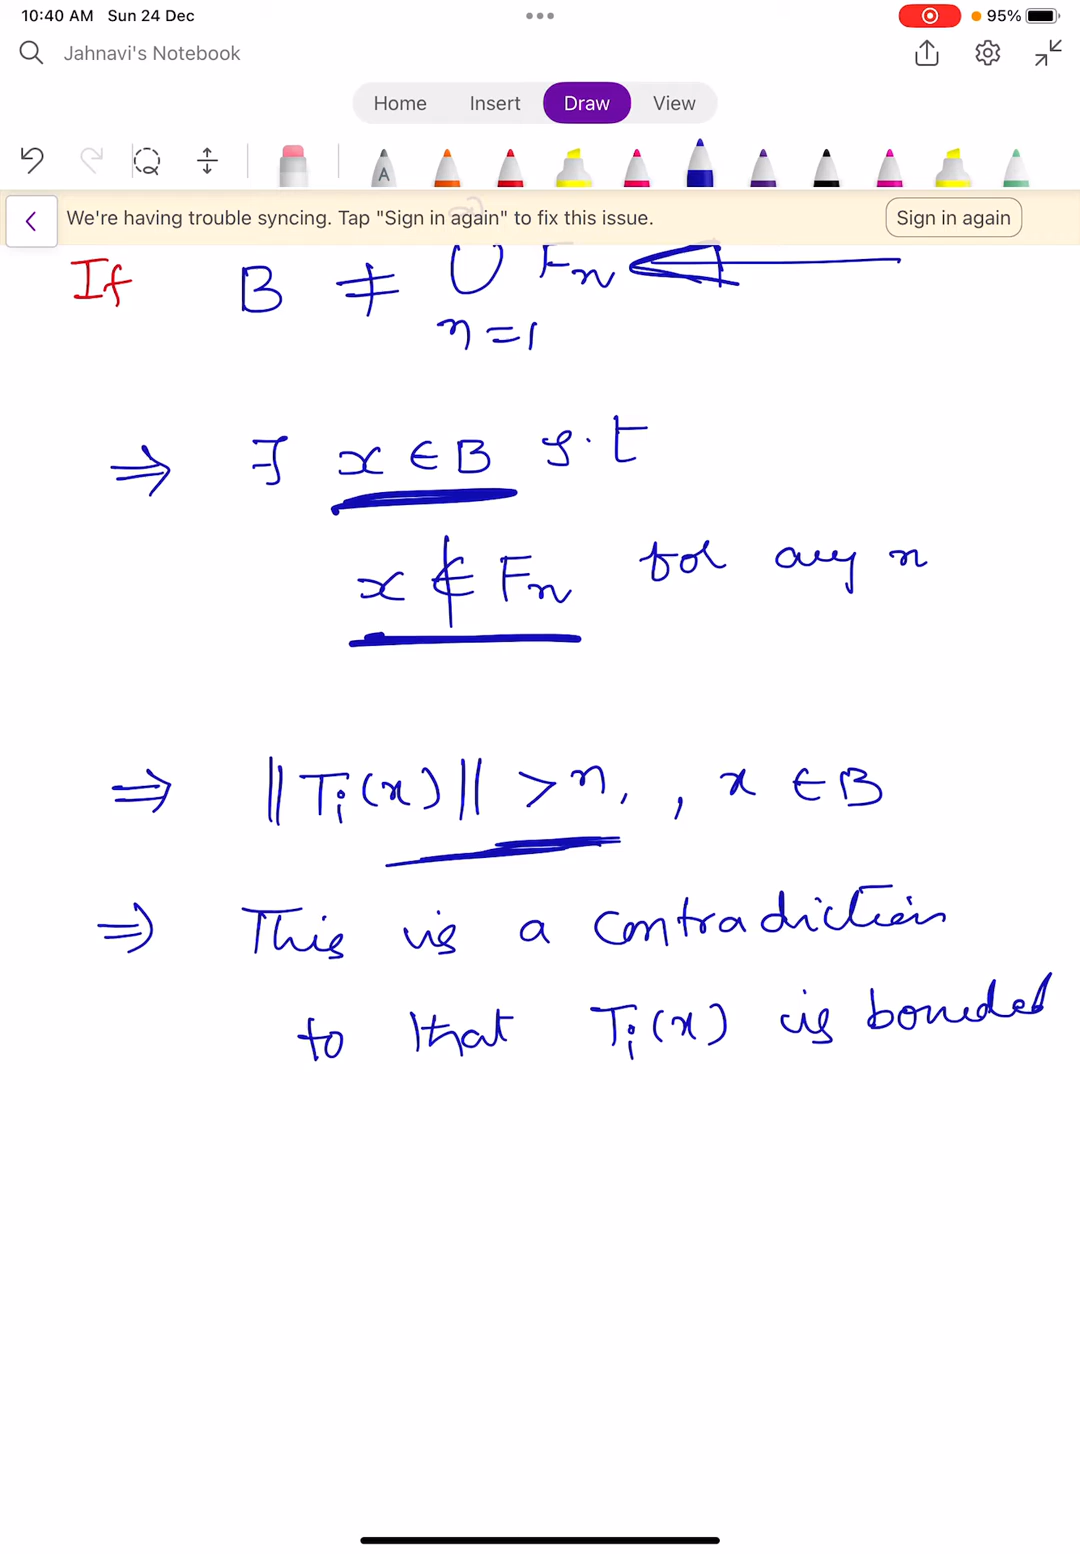 10:40 AM Sun 24 Dec
95%
Jahnavi's Notebook
Home Insert Draw View
A
We're having trouble syncing. Tap "Sign in again" to fix this issue.
Sign in again
If B ≠ ∪ Fn
n=1
⇒ ∃ x ∈ B s.t
x ∉ Fn for any n
⇒ ||Ti(x)|| > n, , x ∈ B
⇒ This is a contradiction
to that Ti(x) is bounded